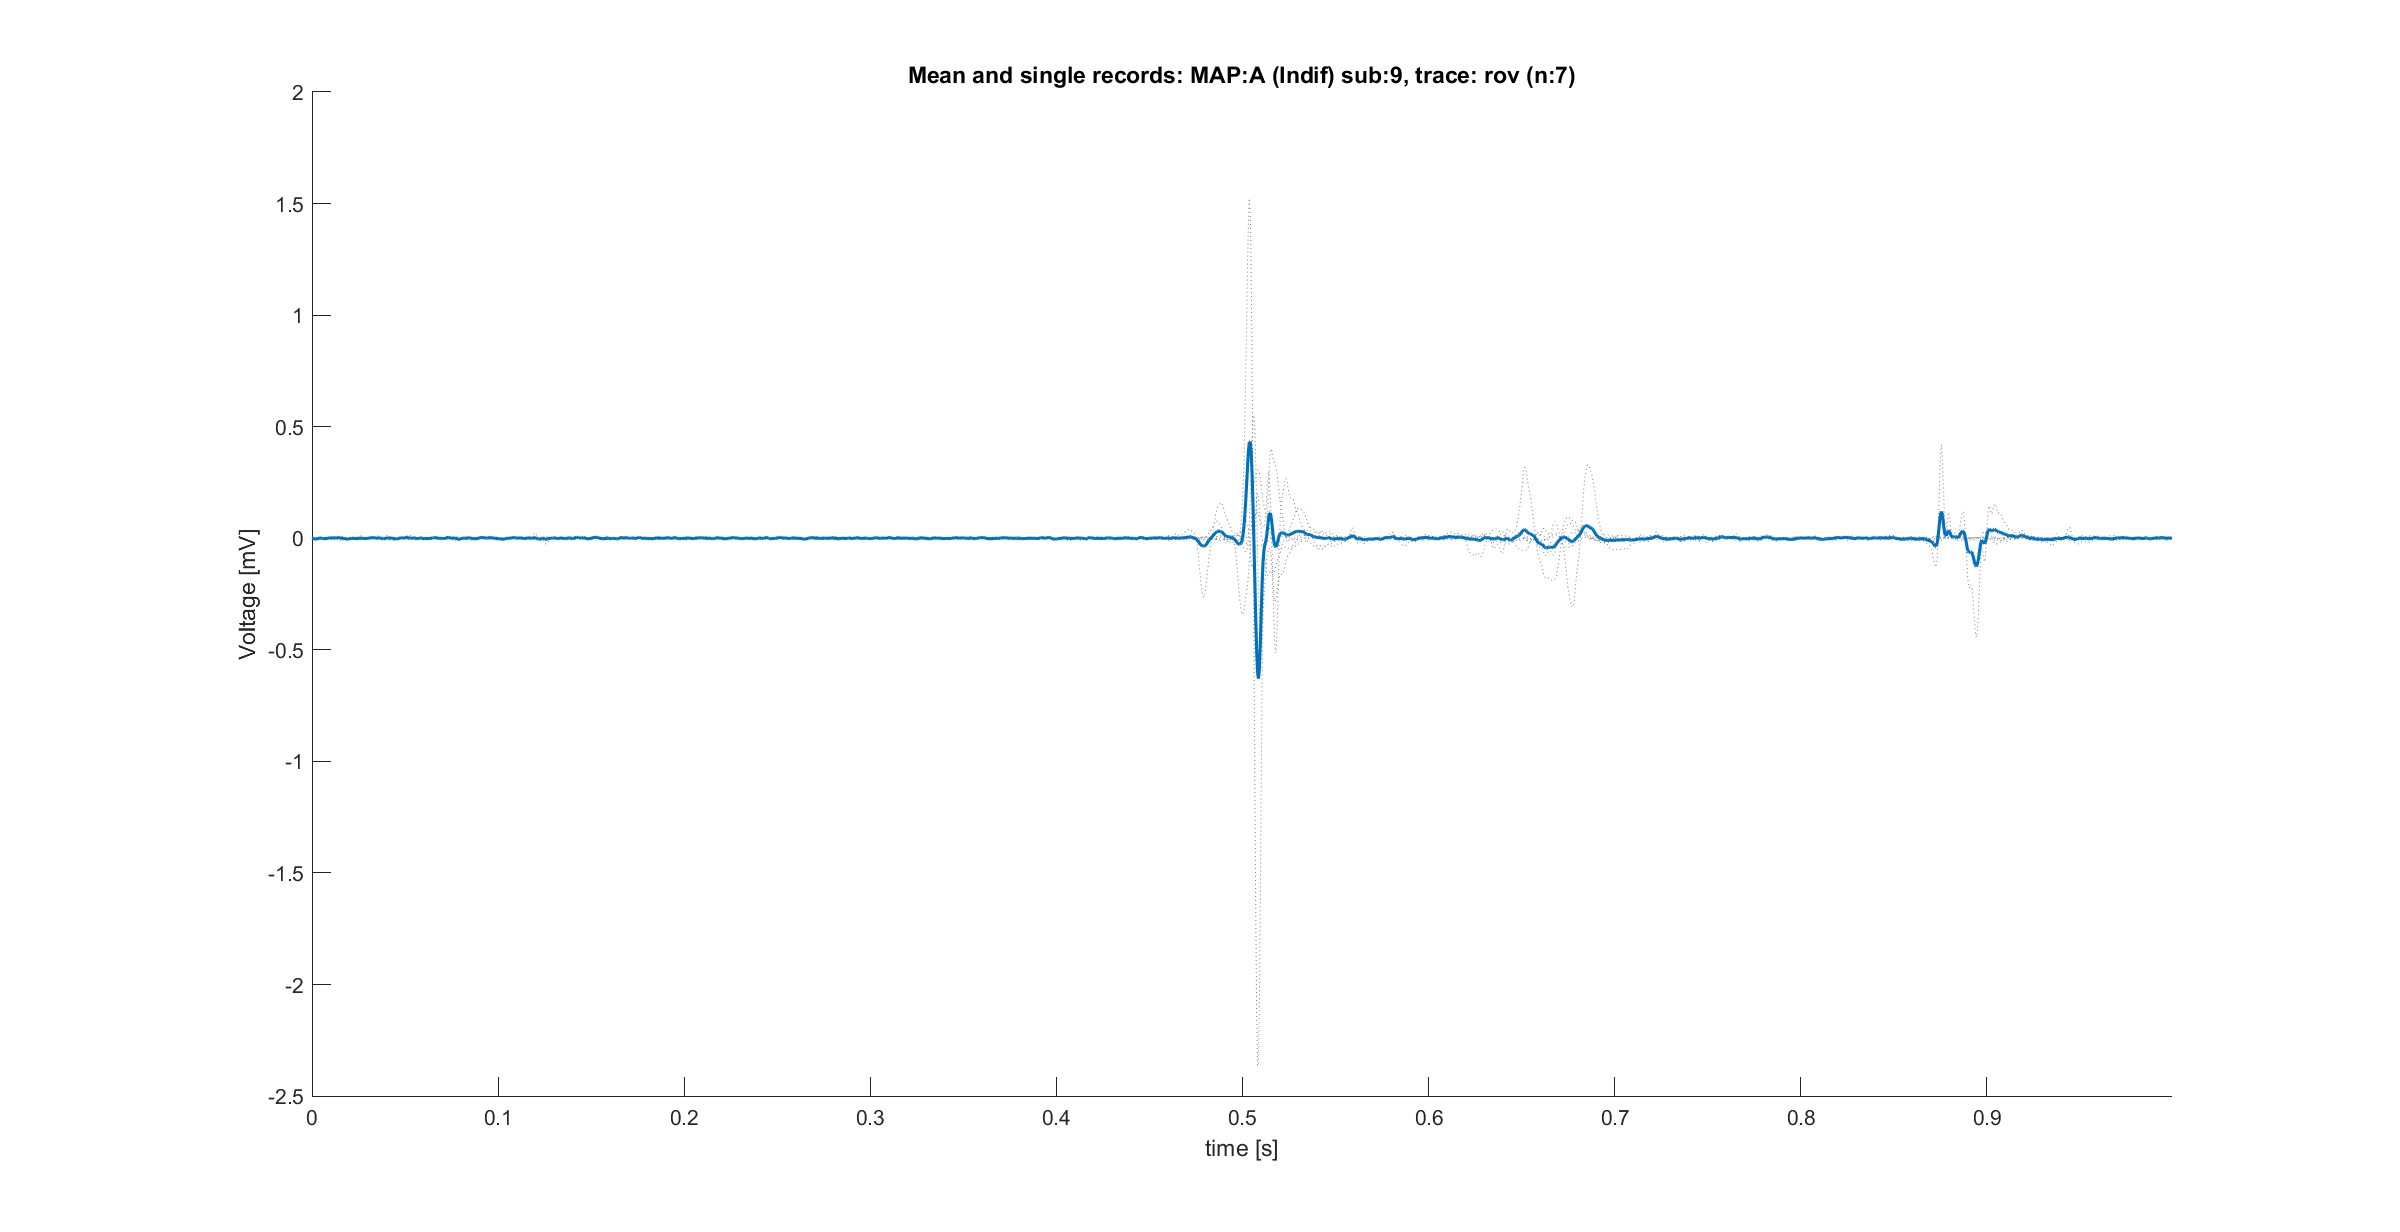 Mean and single records: MAP:A (Indif) sub:9, trace: rov (n:7)
2
1.5
1
0.5
0
-0.5
-1
-1.5
-2
-2.5
Voltage [mV]
0 0.1 0.2 0.3 0.4 0.5 0.6 0.7 0.8 0.9
time [s]